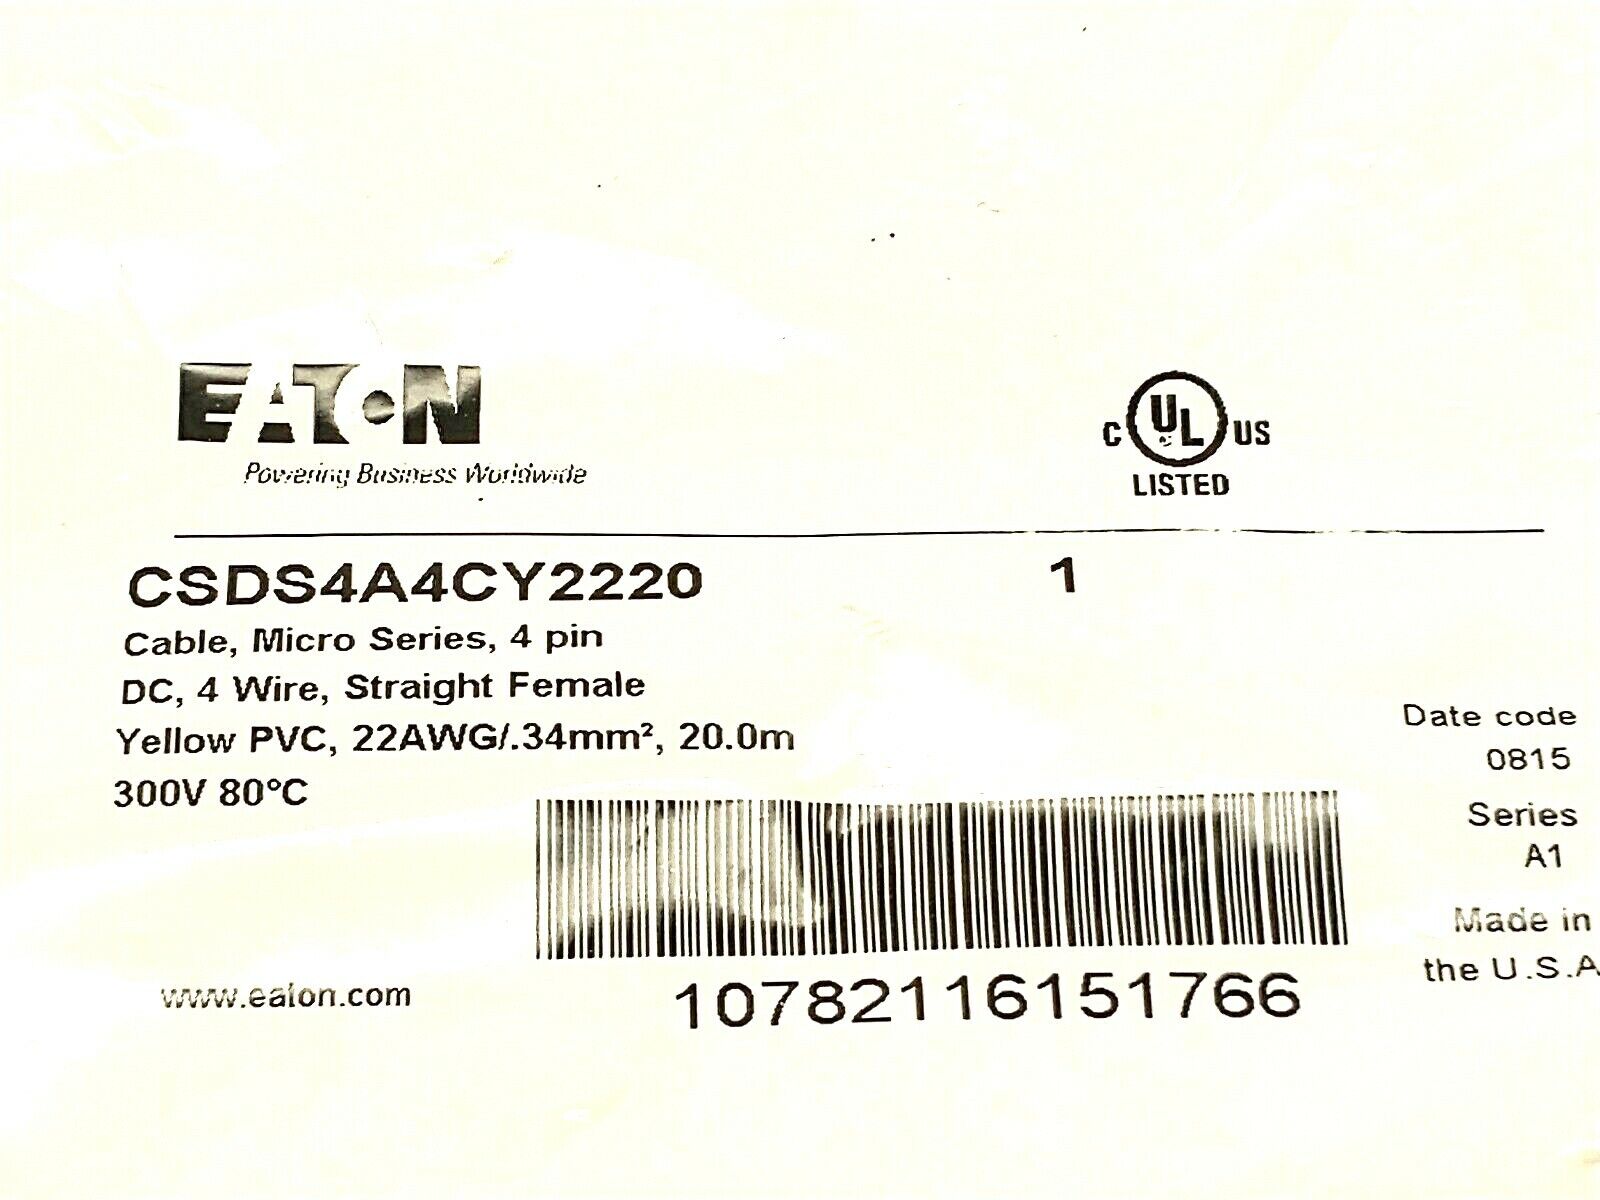 EATON
Powering Business Worldwide
C UL US
LISTED
CSDS4A4CY2220 1
Cable, Micro Series, 4 pin
DC, 4 Wire, Straight Female
Yellow PVC, 22AWG/.34mm², 20.0m
300V 80°C
Date code
0815
Series
A1
Made in
the U.S.A
www.eaton.com
10782116151766